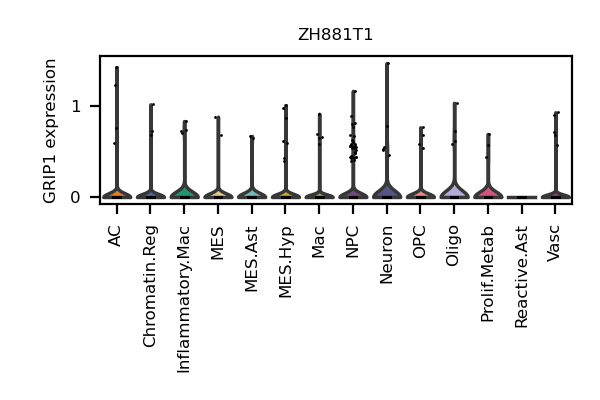 ZH881T1
GRIP1 expression
1
0
AC
Chromatin.Reg
Inflammatory.Mac
MES
MES.Ast
MES.Hyp
Mac
NPC
Neuron
OPC
Oligo
Prolif.Metab
Reactive.Ast
Vasc